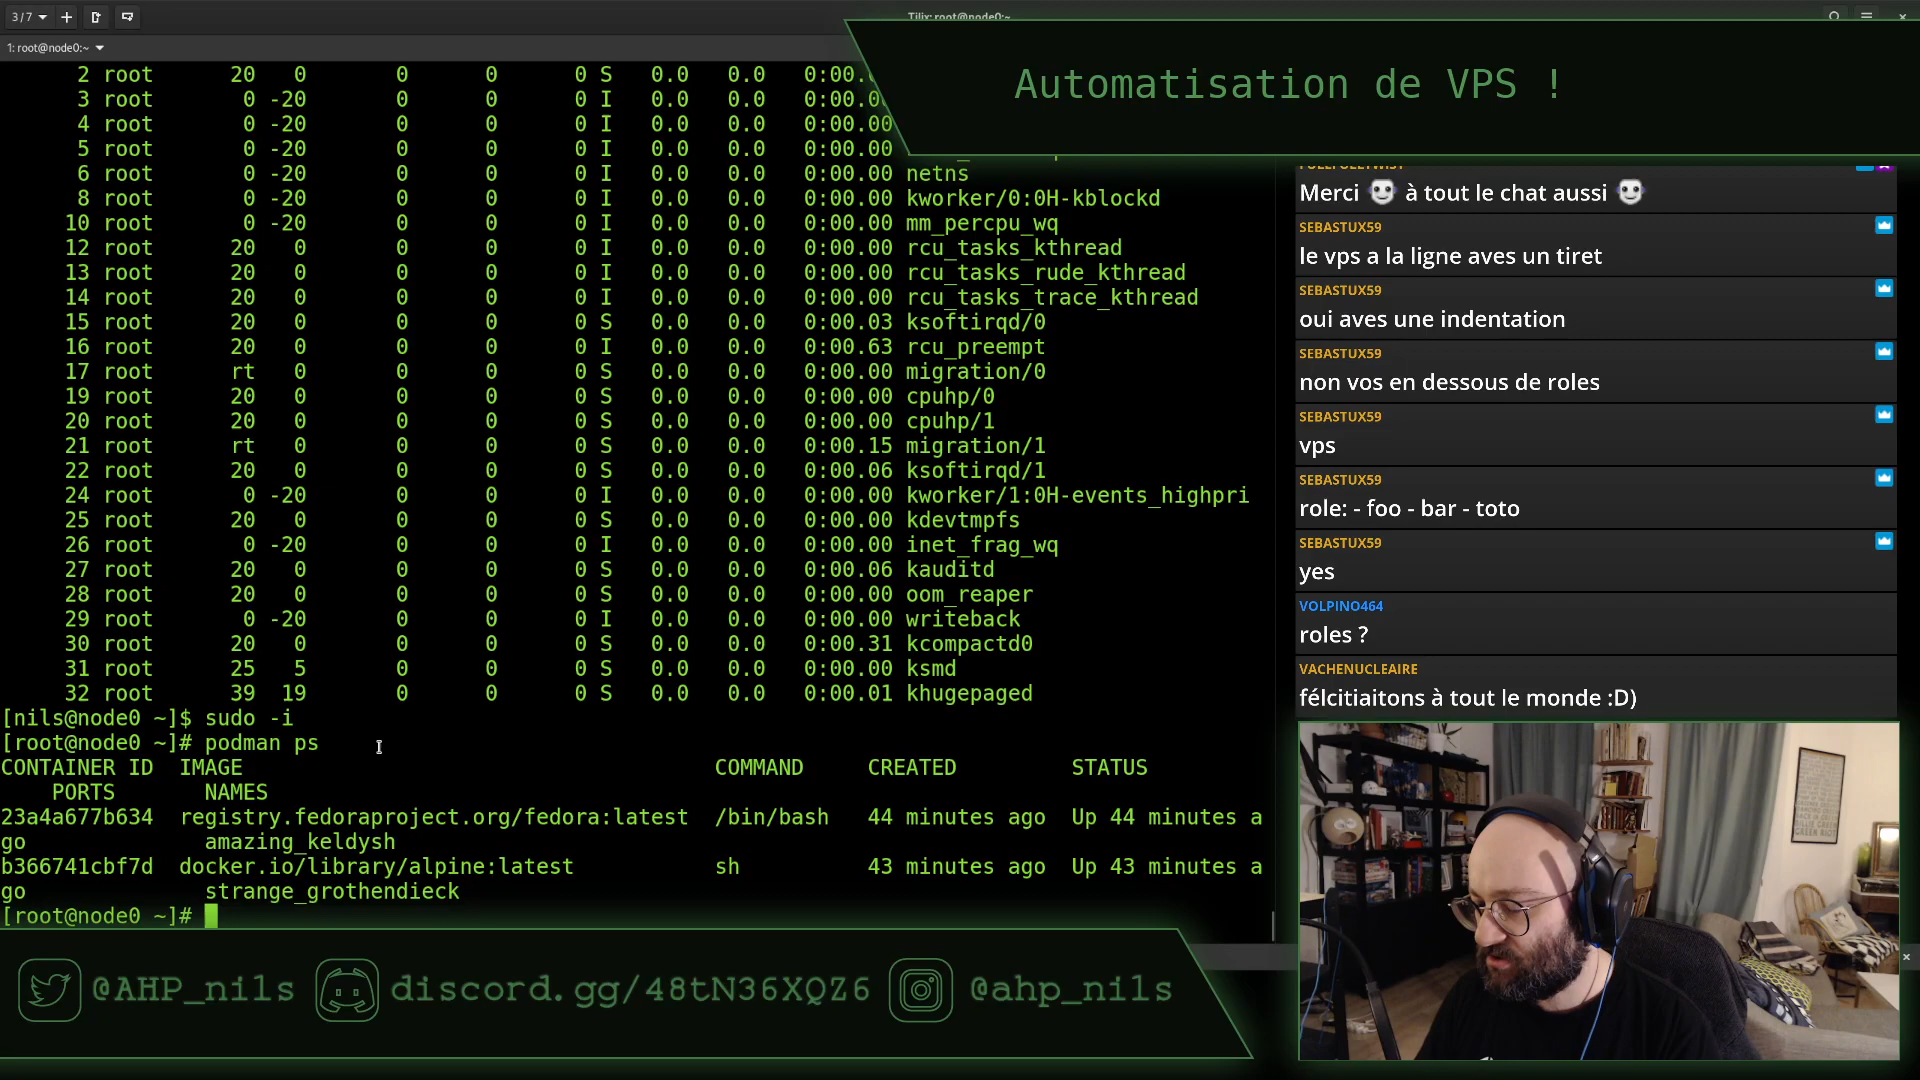 3/7
Tilix: root@node0:~
1: root@node0:~
Automatisation de VPS !
2 root 20 0 0 0 0 S 0.0 0.0 0:00.
3 root 0 -20 0 0 0 I 0.0 0.0 0:00.00
4 root 0 -20 0 0 0 I 0.0 0.0 0:00.00
5 root 0 -20 0 0 0 I 0.0 0.0 0:00.00
6 root 0 -20 0 0 0 I 0.0 0.0 0:00.00 netns
8 root 0 -20 0 0 0 I 0.0 0.0 0:00.00 kworker/0:0H-kblockd
10 root 0 -20 0 0 0 I 0.0 0.0 0:00.00 mm_percpu_wq
12 root 20 0 0 0 0 I 0.0 0.0 0:00.00 rcu_tasks_kthread
13 root 20 0 0 0 0 I 0.0 0.0 0:00.00 rcu_tasks_rude_kthread
14 root 20 0 0 0 0 I 0.0 0.0 0:00.00 rcu_tasks_trace_kthread
15 root 20 0 0 0 0 S 0.0 0.0 0:00.03 ksoftirqd/0
16 root 20 0 0 0 0 I 0.0 0.0 0:00.63 rcu_preempt
17 root rt 0 0 0 0 S 0.0 0.0 0:00.00 migration/0
19 root 20 0 0 0 0 S 0.0 0.0 0:00.00 cpuhp/0
20 root 20 0 0 0 0 S 0.0 0.0 0:00.00 cpuhp/1
21 root rt 0 0 0 0 S 0.0 0.0 0:00.15 migration/1
22 root 20 0 0 0 0 S 0.0 0.0 0:00.06 ksoftirqd/1
24 root 0 -20 0 0 0 I 0.0 0.0 0:00.00 kworker/1:0H-events_highpri
25 root 20 0 0 0 0 S 0.0 0.0 0:00.00 kdevtmpfs
26 root 0 -20 0 0 0 I 0.0 0.0 0:00.00 inet_frag_wq
27 root 20 0 0 0 0 S 0.0 0.0 0:00.06 kauditd
28 root 20 0 0 0 0 S 0.0 0.0 0:00.00 oom_reaper
29 root 0 -20 0 0 0 I 0.0 0.0 0:00.00 writeback
30 root 20 0 0 0 0 S 0.0 0.0 0:00.31 kcompactd0
31 root 25 5 0 0 0 S 0.0 0.0 0:00.00 ksmd
32 root 39 19 0 0 0 S 0.0 0.0 0:00.01 khugepaged
[nils@node0 ~]$ sudo -i
[root@node0 ~]# podman ps
CONTAINER ID IMAGE COMMAND CREATED STATUS
PORTS NAMES
23a4a677b634 registry.fedoraproject.org/fedora:latest /bin/bash 44 minutes ago Up 44 minutes a
go amazing_keldysh
b366741cbf7d docker.io/library/alpine:latest sh 43 minutes ago Up 43 minutes a
go strange_grothendieck
[root@node0 ~]#
Merci à tout le chat aussi
SEBASTUX59
le vps a la ligne aves un tiret
SEBASTUX59
oui aves une indentation
SEBASTUX59
non vos en dessous de roles
SEBASTUX59
vps
SEBASTUX59
role: - foo - bar - toto
SEBASTUX59
yes
VOLPINO464
roles ?
VACHENUCLEAIRE
félcitiaitons à tout le monde :D)
@AHP_nils discord.gg/48tN36XQZ6 @ahp_nils